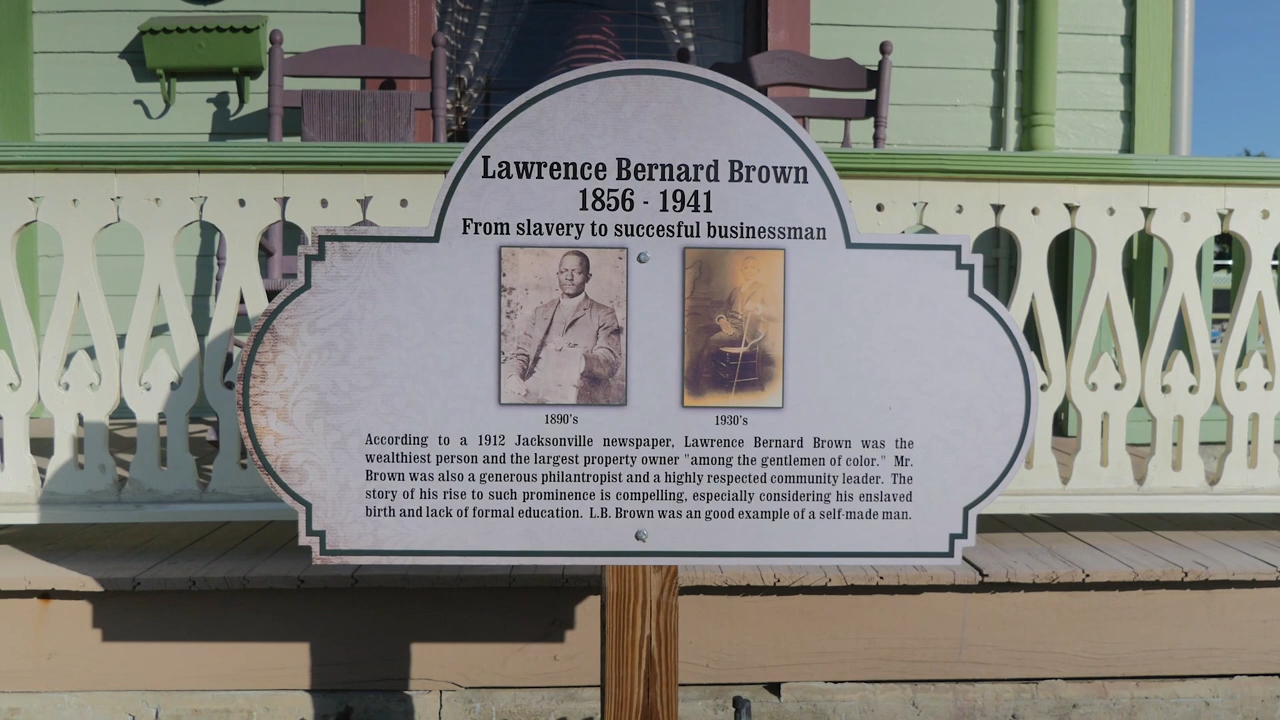 Lawrence Bernard Brown
1856 - 1941
From slavery to succesful businessman
1890's
1930's
According to a 1912 Jacksonville newspaper, Lawrence Bernard Brown was the
wealthiest person and the largest property owner "among the gentlemen of color." Mr.
Brown was also a generous philantropist and a highly respected community leader. The
story of his rise to such prominence is compelling, especially considering his enslaved
birth and lack of formal education. L.B. Brown was an good example of a self-made man.